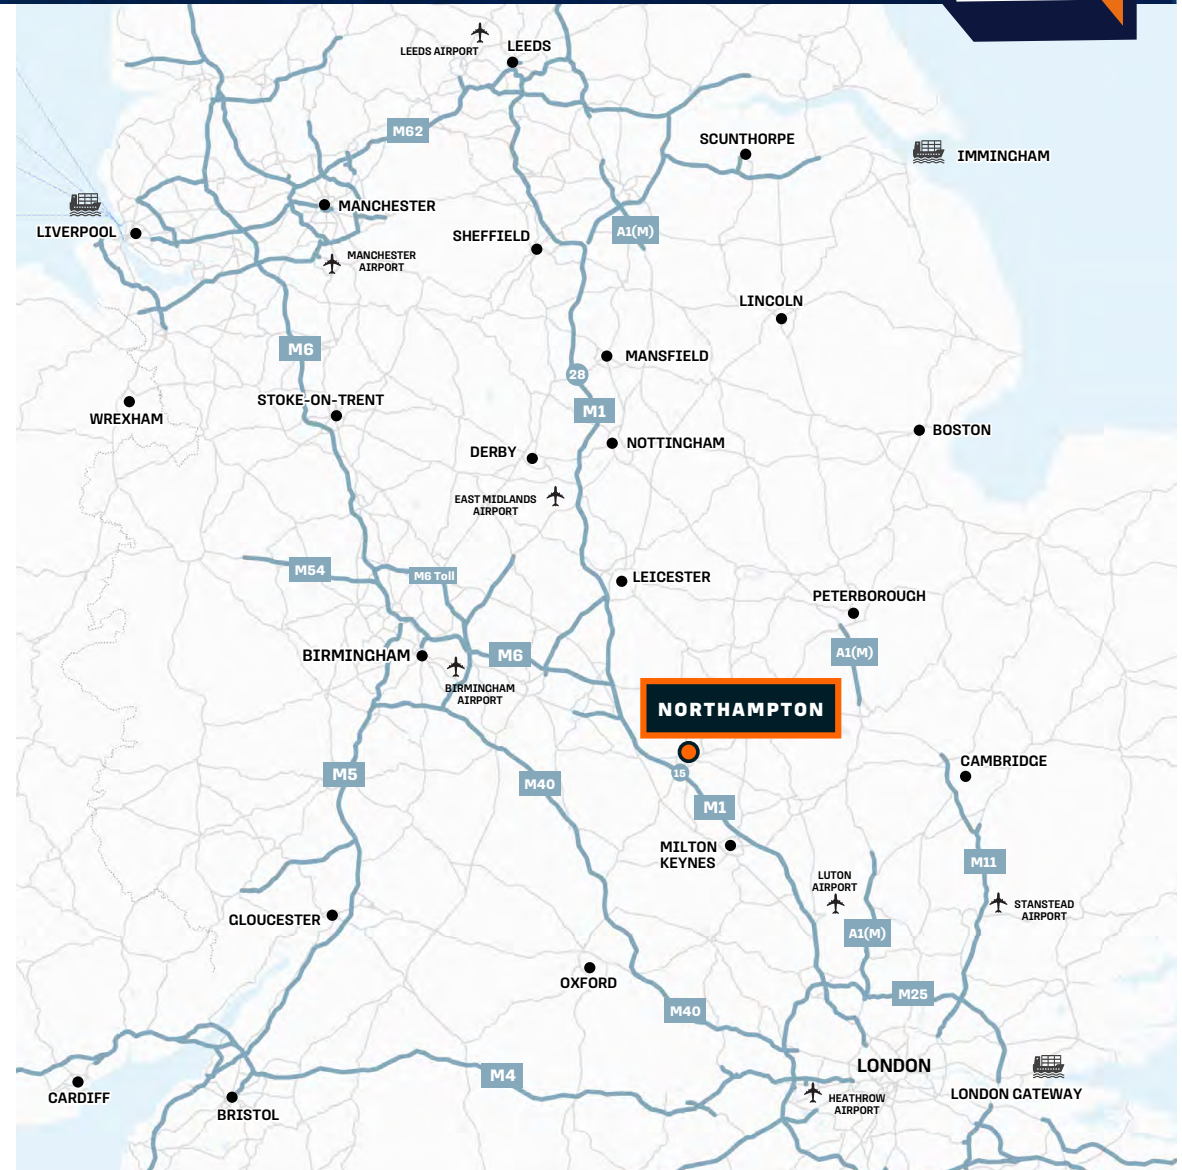 LEEDS
LEEDS AIRPORT
M62
SCUNTHORPE
IMMINGHAM
MANCHESTER
LIVERPOOL
A1(M)
SHEFFIELD
MANCHESTER
AIRPORT
LINCOLN
M6
MANSFIELD
28
STOKE-ON-TRENT
M1
WREXHAM
BOSTON
NOTTINGHAM
DERBY
EAST MIDLANDS
AIRPORT
M54
M6 Toll
LEICESTER
PETERBOROUGH
BIRMINGHAM
M6
A1(M)
BIRMINGHAM
AIRPORT
NORTHAMPTON
CAMBRIDGE
15
M5
M40
M1
MILTON
KEYNES
M11
LUTON
AIRPORT
STANSTEAD
AIRPORT
GLOUCESTER
A1(M)
OXFORD
M25
M40
LONDON
M4
LONDON GATEWAY
CARDIFF
HEATHROW
AIRPORT
BRISTOL